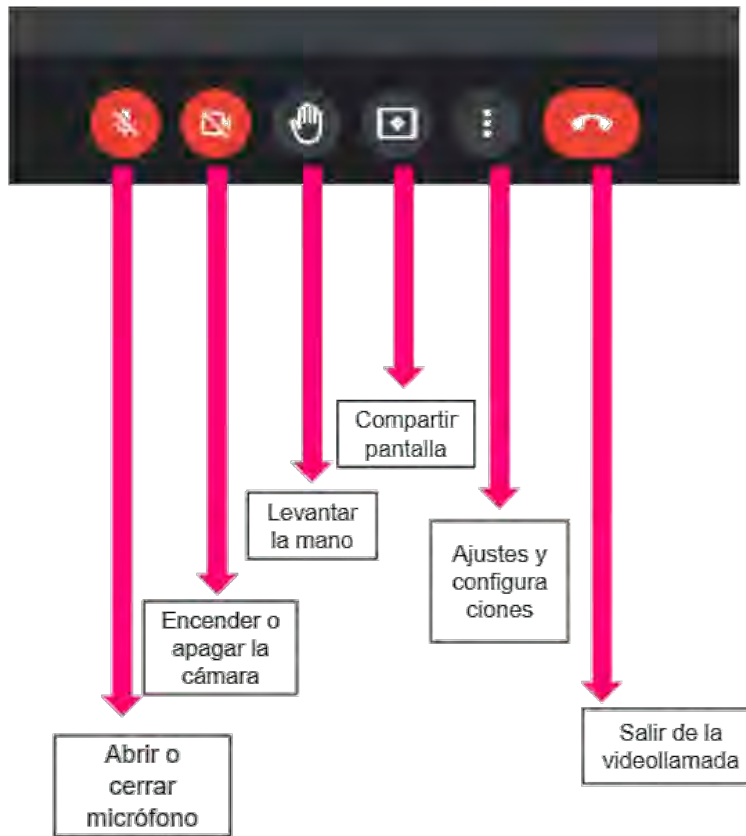 Compartir
pantalla
Levantar
la mano
Ajustes y
configura
ciones
Encender o
apagar la
cámara
Salir de la
videollamada
Abrir o
cerrar
micrófono